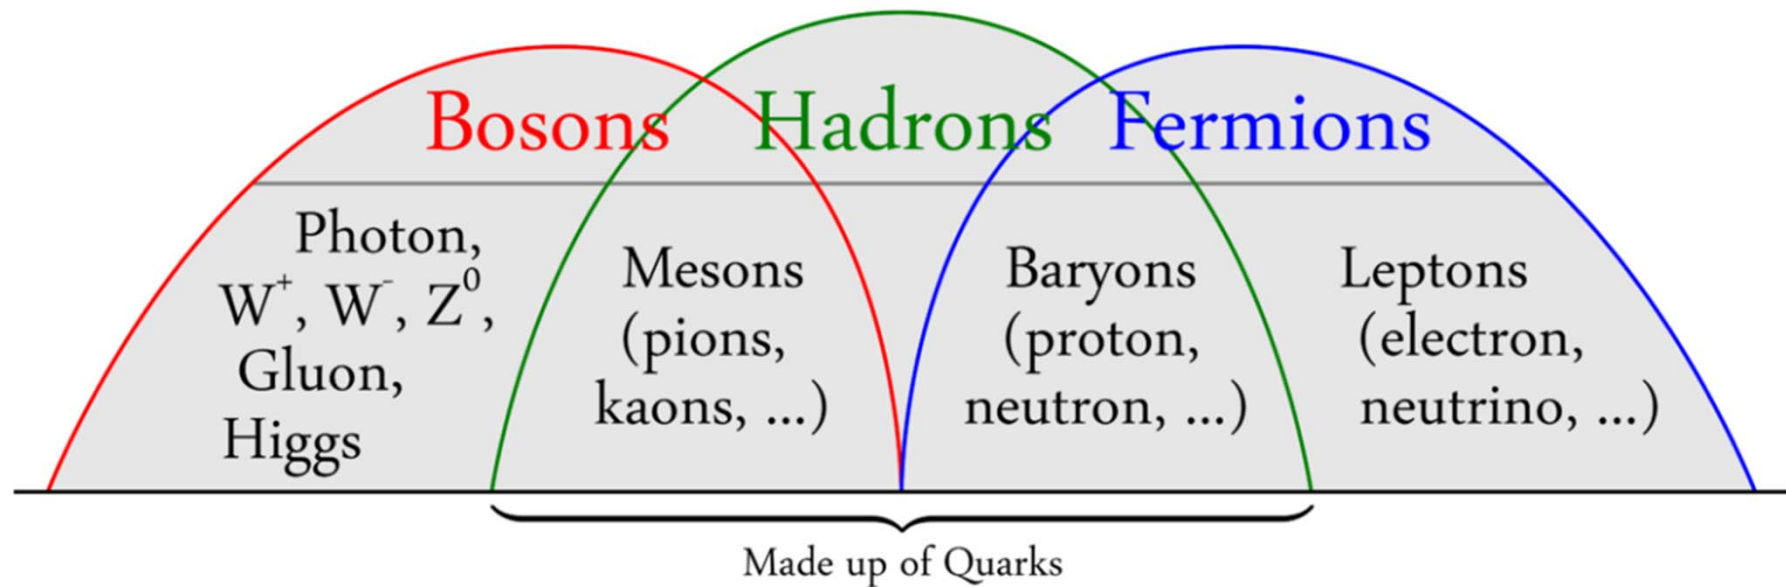 Bosons Hadrons Fermions
Photon,
W⁺, W⁻, Z⁰,
Gluon,
Higgs
Mesons
(pions,
kaons, ...)
Baryons
(proton,
neutron, ...)
Leptons
(electron,
neutrino, ...)
Made up of Quarks